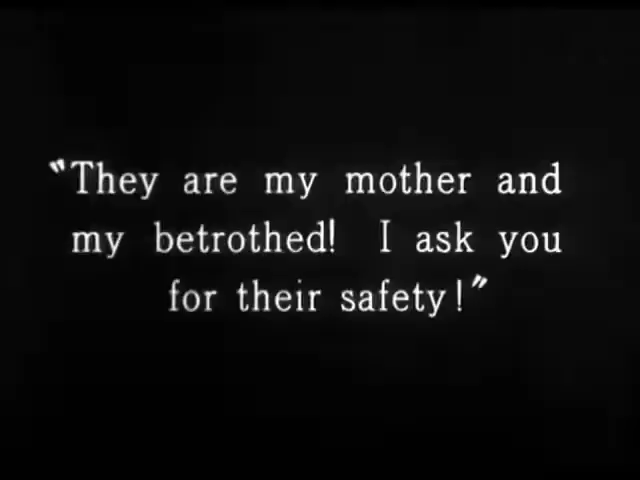 "They are my mother and
my betrothed! I ask you
for their safety!"